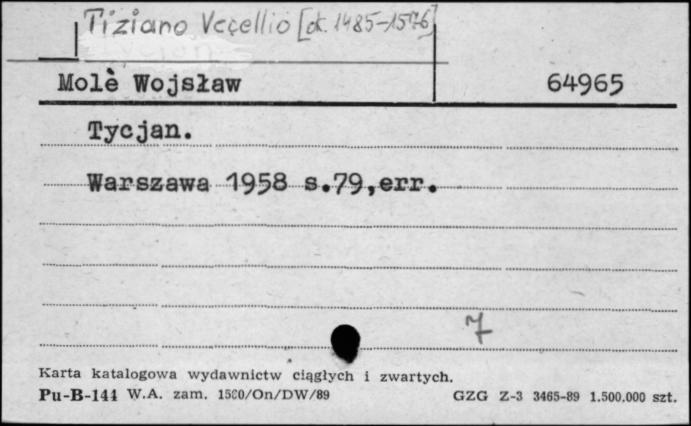 Tiziano Vecellio [ok. 1485-1576]
Molè Wojsław 64965
Tycjan.
Warszawa 1958 s.79,err.
7
Karta katalogowa wydawnictw ciągłych i zwartych.
Pu-B-144 W.A. zam. 1500/On/DW/89 GZG Z-3 3465-89 1.500.000 szt.